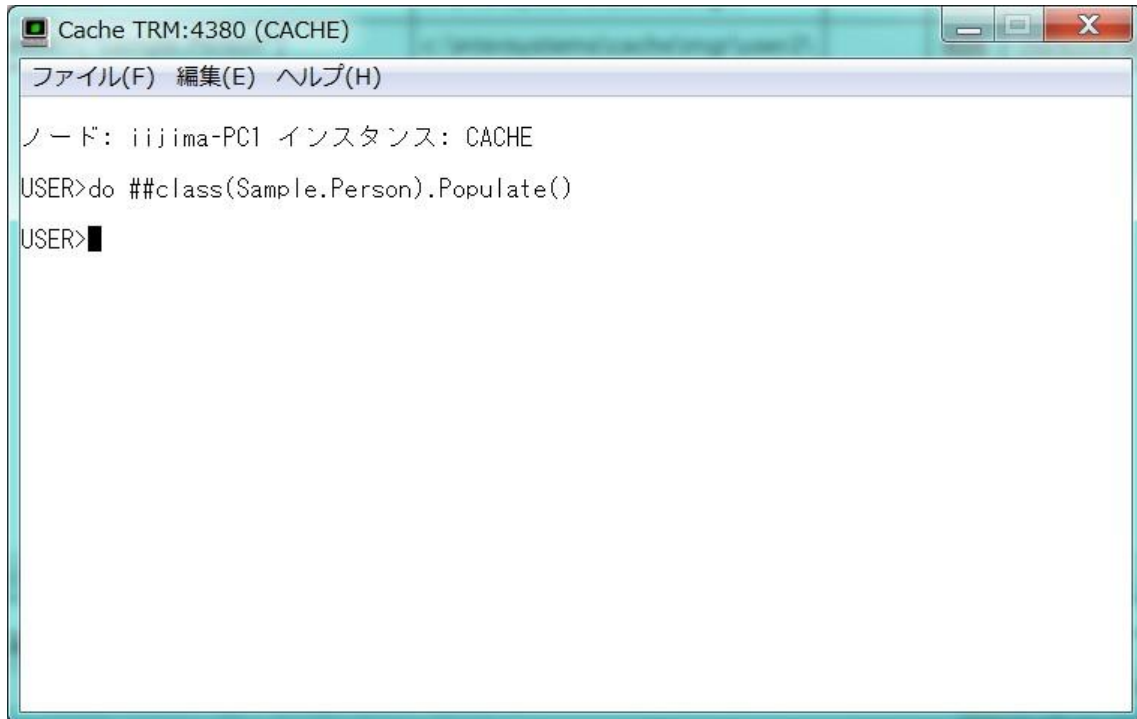 Cache TRM:4380 (CACHE)
ファイル(F) 編集(E) ヘルプ(H)
ノード: iijima-PC1 インスタンス: CACHE
USER>do ##class(Sample.Person).Populate()
USER>